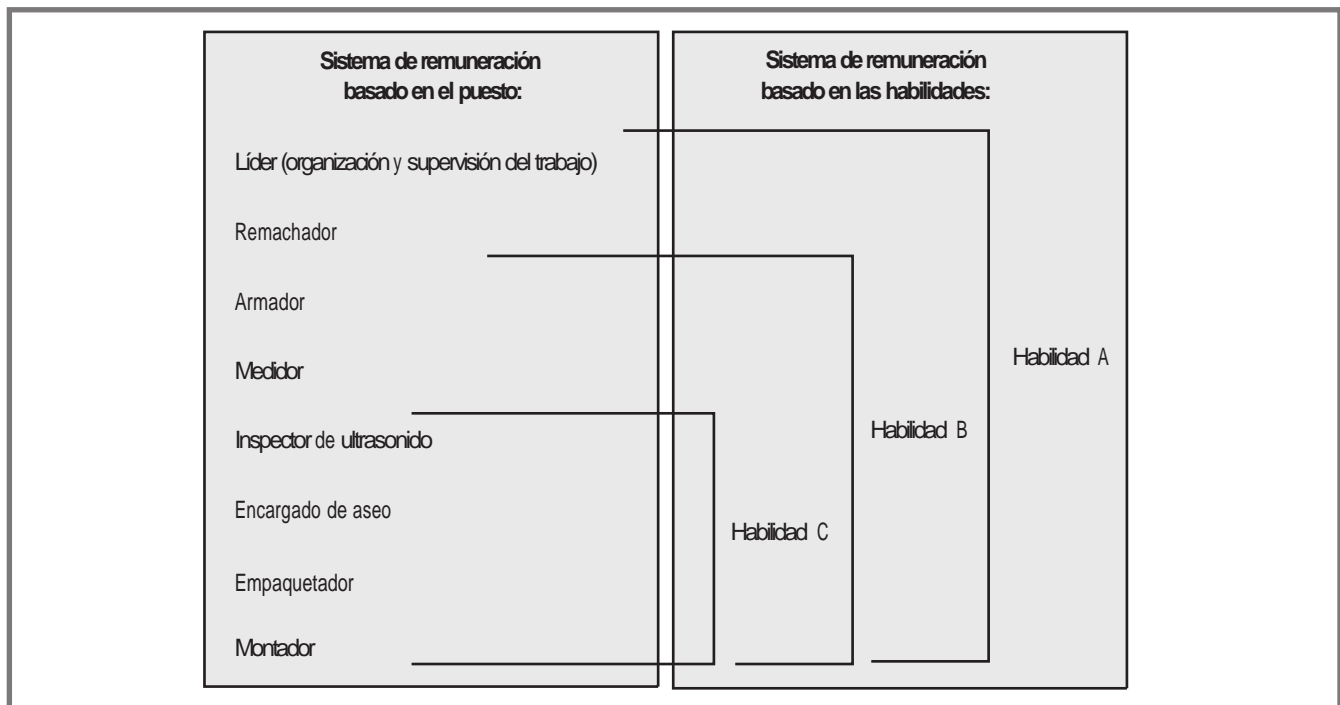 Sistema de remuneración
basado en el puesto:
Líder (organización y supervisión del trabajo)
Remachador
Armador
Medidor
Inspector de ultrasonido
Encargado de aseo
Empaquetador
Montador
Sistema de remuneración
basado en las habilidades:
Habilidad A
Habilidad B
Habilidad C